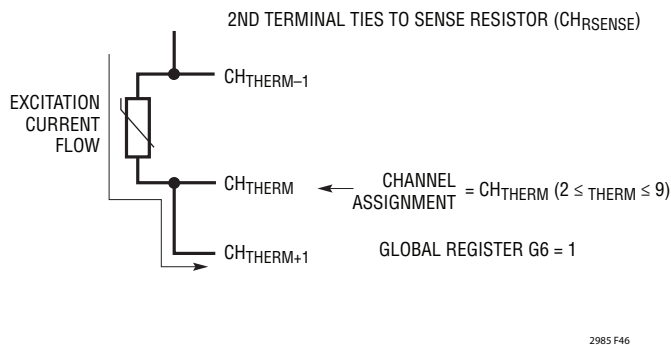 2ND TERMINAL TIES TO SENSE RESISTOR (CHRSENSE)
CHTHERM–1
EXCITATION
CURRENT
FLOW
CHTHERM
CHANNEL
ASSIGNMENT
= CHTHERM (2 ≤ THERM ≤ 9)
CHTHERM+1
GLOBAL REGISTER G6 = 1
2985 F46